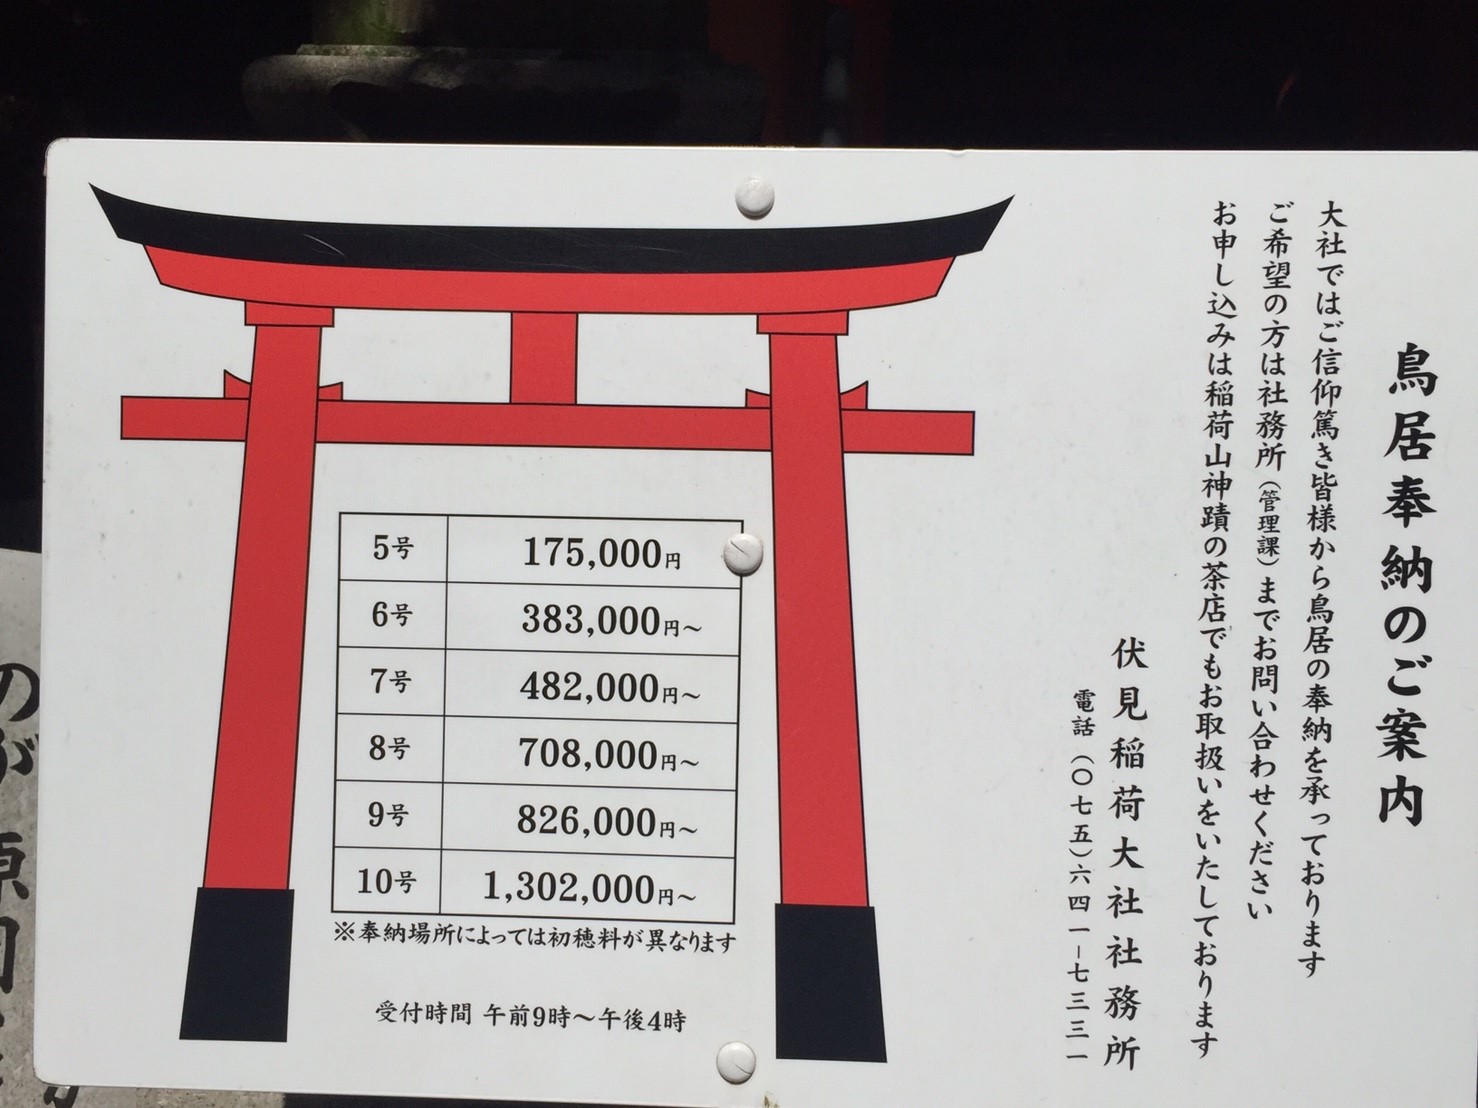 鳥居奉納のご案内
大社ではご信仰篤き皆様から鳥居の奉納を承っております
ご希望の方は社務所(管理課)までお問い合わせください
お申し込みは稲荷山神蹟の茶店でもお取扱いをいたしております
伏見稲荷大社社務所
電話(〇七五)六四一-七三三一
5号 175,000円
6号 383,000円～
7号 482,000円～
8号 708,000円～
9号 826,000円～
10号 1,302,000円～
※奉納場所によっては初穂料が異なります
受付時間 午前9時～午後4時